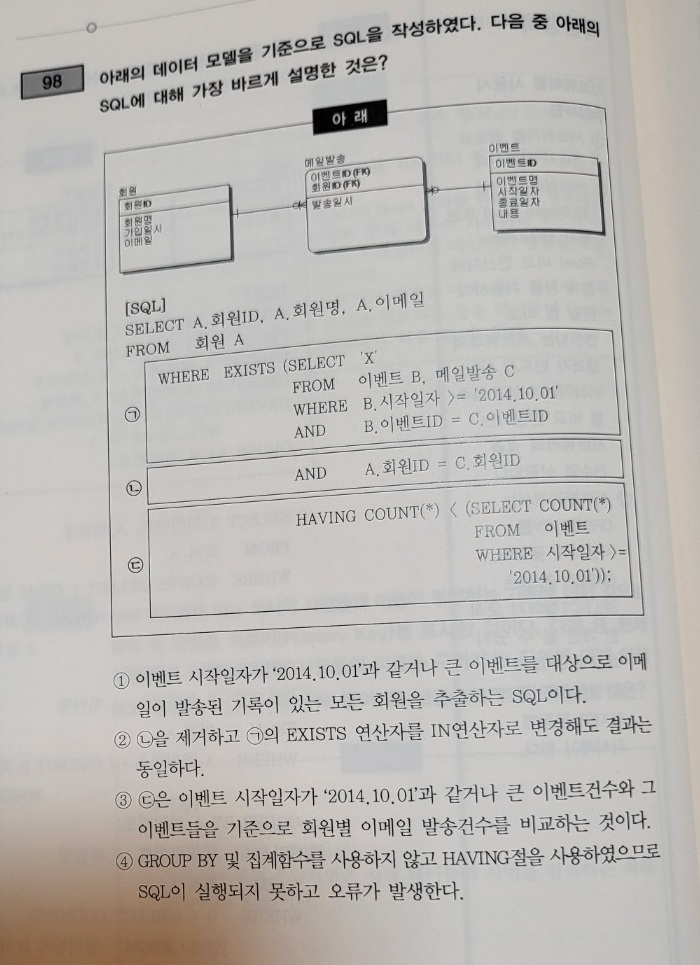 98 아래의 데이터 모델을 기준으로 SQL을 작성하였다. 다음 중 아래의
SQL에 대해 가장 바르게 설명한 것은?
아 래
회원
회원ID
회원명
가입일시
이메일
메일발송
이벤트ID (FK)
회원ID (FK)
발송일시
이벤트
이벤트ID
이벤트명
시작일자
종료일자
내용
[SQL]
SELECT A.회원ID, A.회원명, A.이메일
FROM 회원 A
㉠
WHERE EXISTS (SELECT 'X'
FROM 이벤트 B, 메일발송 C
WHERE B.시작일자 >= '2014.10.01'
AND B.이벤트ID = C.이벤트ID
㉡
AND A.회원ID = C.회원ID
㉢
HAVING COUNT(*) < (SELECT COUNT(*)
FROM 이벤트
WHERE 시작일자 >=
'2014.10.01'));
① 이벤트 시작일자가 '2014.10.01'과 같거나 큰 이벤트를 대상으로 이메
일이 발송된 기록이 있는 모든 회원을 추출하는 SQL이다.
② ㉡을 제거하고 ㉠의 EXISTS 연산자를 IN연산자로 변경해도 결과는
동일하다.
③ ㉢은 이벤트 시작일자가 '2014.10.01'과 같거나 큰 이벤트건수와 그
이벤트들을 기준으로 회원별 이메일 발송건수를 비교하는 것이다.
④ GROUP BY 및 집계함수를 사용하지 않고 HAVING절을 사용하였으므로
SQL이 실행되지 못하고 오류가 발생한다.